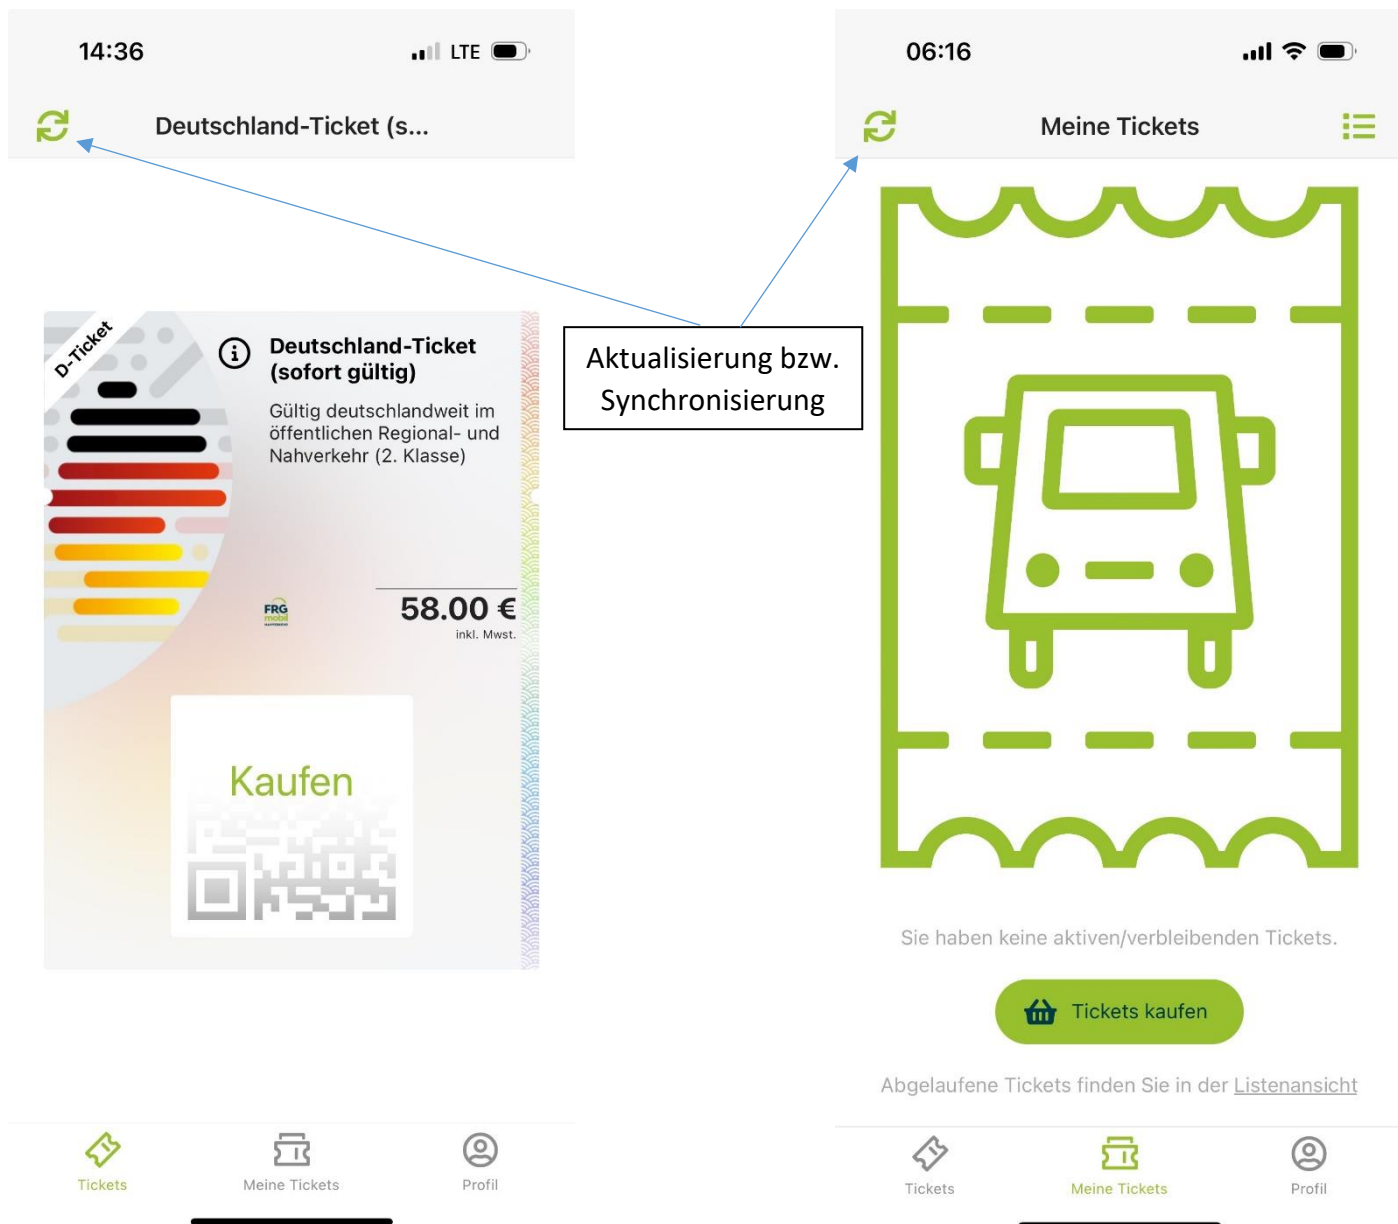 14:36
LTE
Deutschland-Ticket (s...
D-Ticket
Deutschland-Ticket
(sofort gültig)
Gültig deutschlandweit im
öffentlichen Regional- und
Nahverkehr (2. Klasse)
FRG
mobil
58.00 €
inkl. Mwst.
Kaufen
Tickets
Meine Tickets
Profil
Aktualisierung bzw.
Synchronisierung
06:16
Meine Tickets
Sie haben keine aktiven/verbleibenden Tickets.
Tickets kaufen
Abgelaufene Tickets finden Sie in der Listenansicht
Tickets
Meine Tickets
Profil